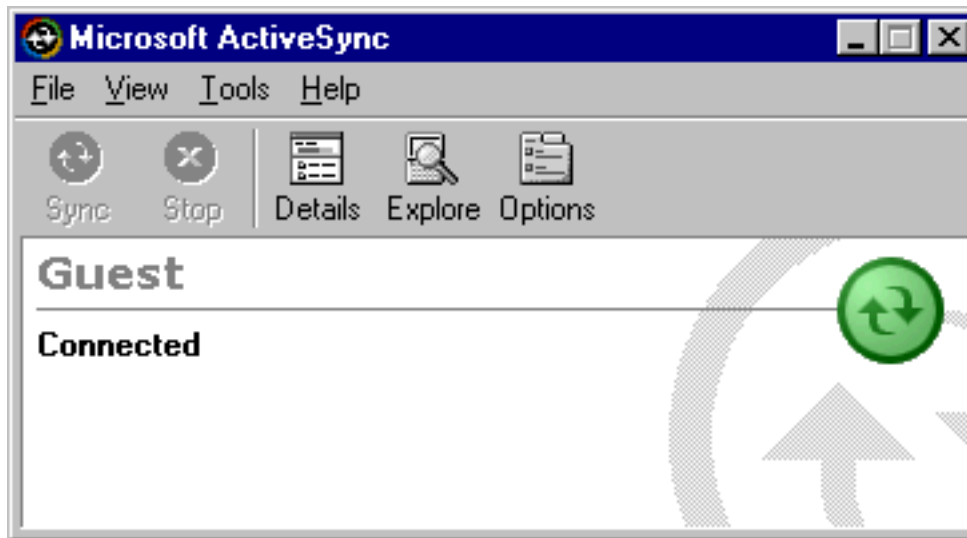 Microsoft ActiveSync
File View Tools Help
Sync Stop Details Explore Options
Guest
Connected